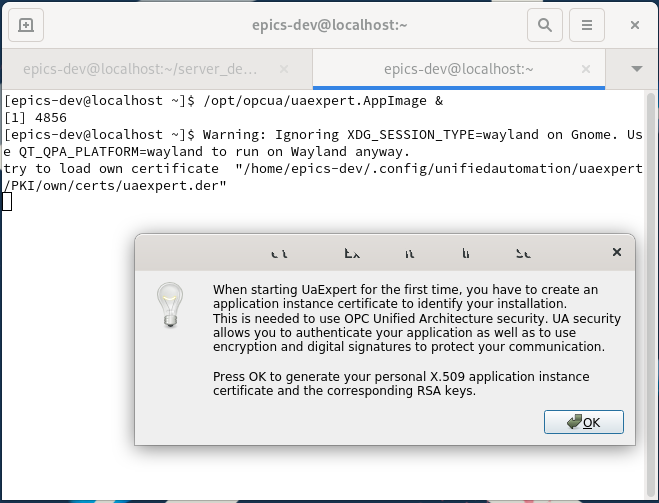 epics-dev@localhost:~
epics-dev@localhost:~/server_de...
epics-dev@localhost:~
[epics-dev@localhost ~]$ /opt/opcua/uaexpert.AppImage &
[1] 4856
[epics-dev@localhost ~]$ Warning: Ignoring XDG_SESSION_TYPE=wayland on Gnome. Us
e QT_QPA_PLATFORM=wayland to run on Wayland anyway.
try to load own certificate  "/home/epics-dev/.config/unifiedautomation/uaexpert
/PKI/own/certs/uaexpert.der"
When starting UaExpert for the first time, you have to create an
application instance certificate to identify your installation.
This is needed to use OPC Unified Architecture security. UA security
allows you to authenticate your application as well as to use
encryption and digital signatures to protect your communication.
Press OK to generate your personal X.509 application instance
certificate and the corresponding RSA keys.
OK